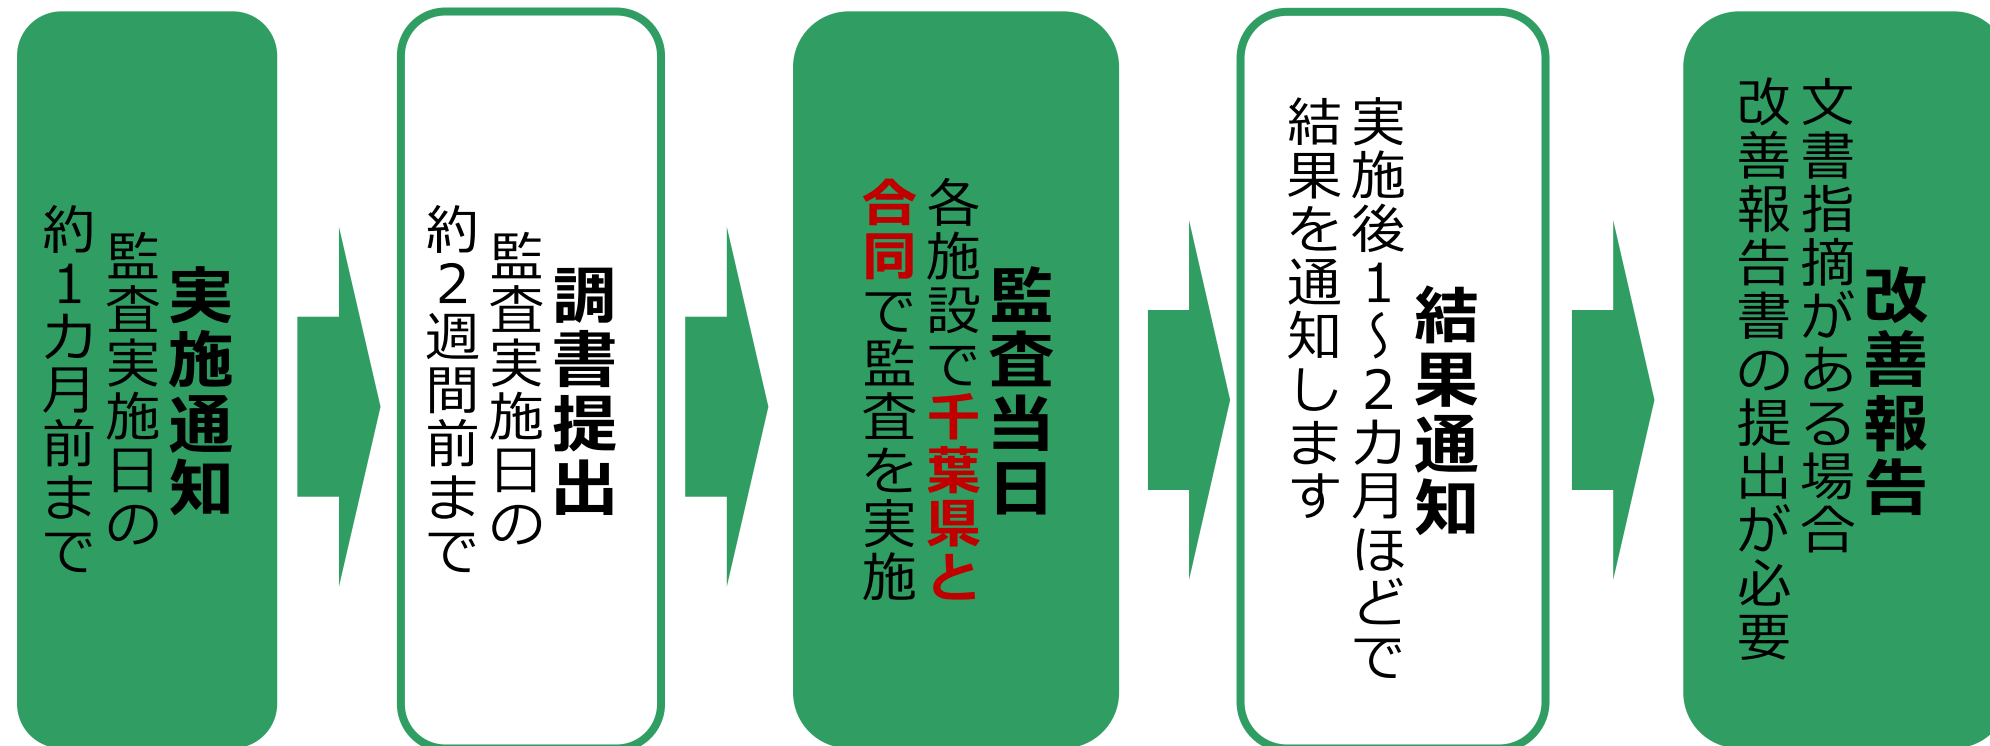 実施通知
監査実施日の
約1カ月前まで
調書提出
監査実施日の
約2週間前まで
監査当日
各施設で千葉県と
合同で監査を実施
結果通知
実施後1～2カ月ほどで
結果を通知します
改善報告
文書指摘がある場合
改善報告書の提出が必要